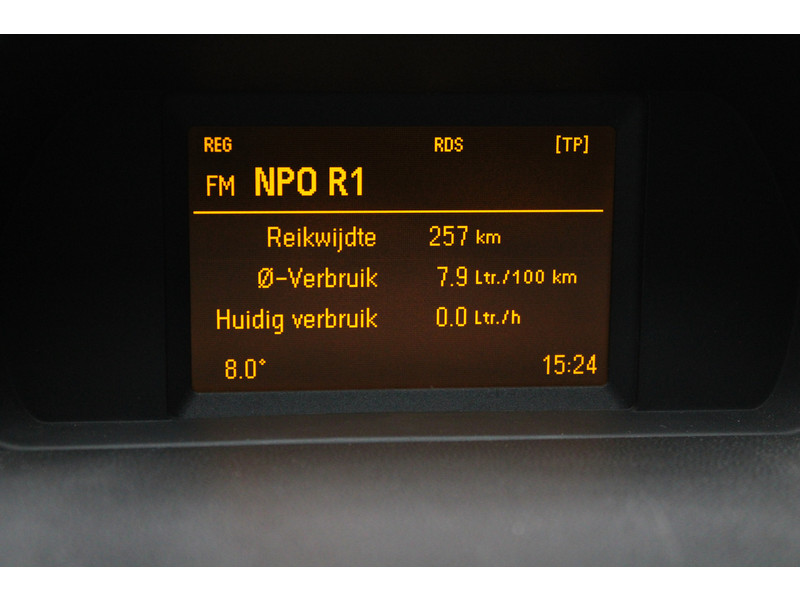 REG RDS [TP]
FM NPO R1
Reikwijdte 257 km
Ø-Verbruik 7.9 Ltr./100 km
Huidig verbruik 0.0 Ltr./h
8.0° 15:24